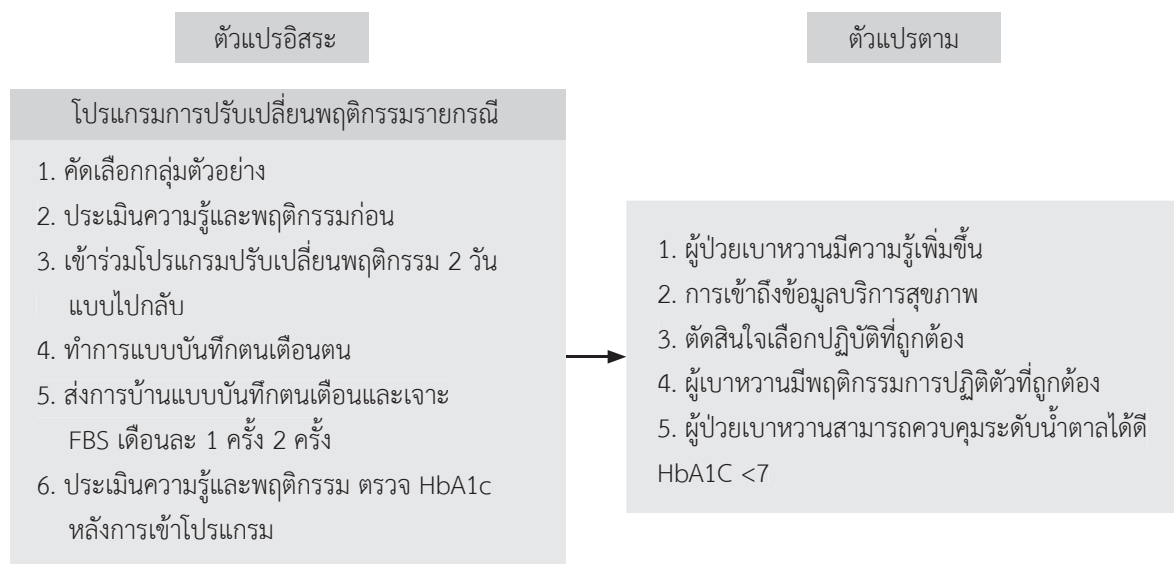 ตัวแปรอิสระ
ตัวแปรตาม
โปรแกรมการปรับเปลี่ยนพฤติกรรมรายกรณี
1. คัดเลือกกลุ่มตัวอย่าง
2. ประเมินความรู้และพฤติกรรมก่อน
3. เข้าร่วมโปรแกรมปรับเปลี่ยนพฤติกรรม 2 วัน
แบบไปกลับ
4. ทำการแบบบันทึกตนเตือนตน
5. ส่งการบ้านแบบบันทึกตนเตือนและเจาะ
FBS เดือนละ 1 ครั้ง 2 ครั้ง
6. ประเมินความรู้และพฤติกรรม ตรวจ HbA1c
หลังการเข้าโปรแกรม
1. ผู้ป่วยเบาหวานมีความรู้เพิ่มขึ้น
2. การเข้าถึงข้อมูลบริการสุขภาพ
3. ตัดสินใจเลือกปฏิบัติที่ถูกต้อง
4. ผู้เบาหวานมีพฤติกรรมการปฏิติตัวที่ถูกต้อง
5. ผู้ป่วยเบาหวานสามารถควบคุมระดับน้ำตาลได้ดี
HbA1C <7